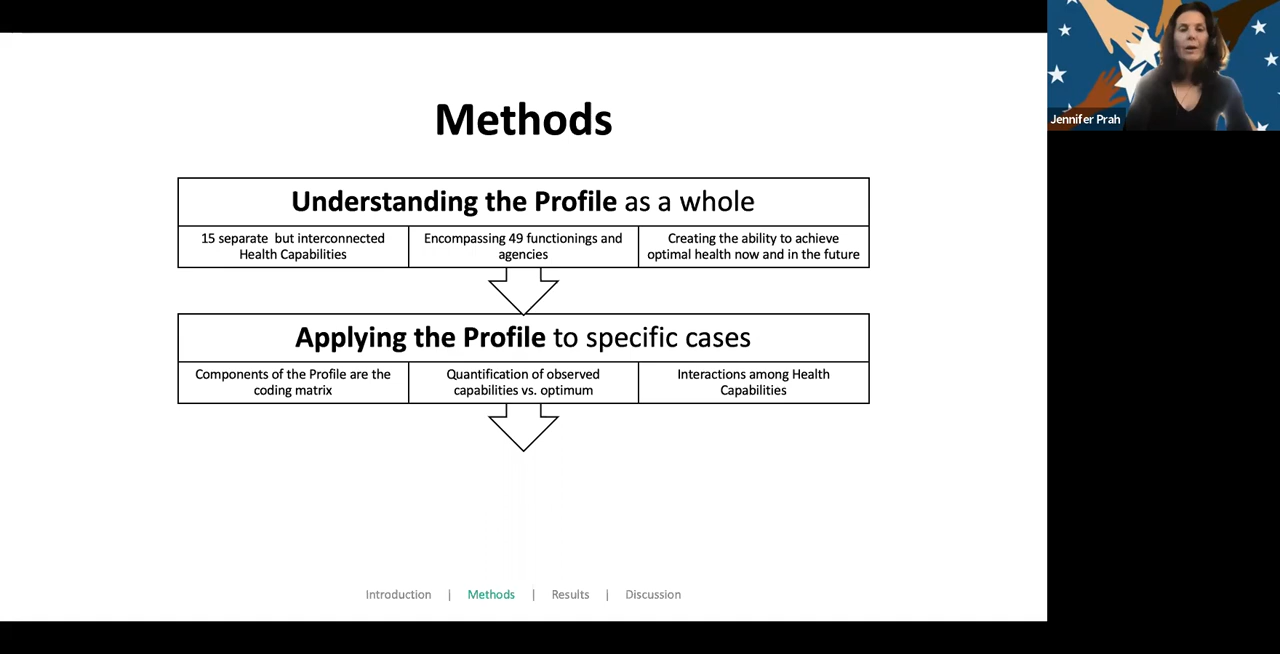 Jennifer Prah
Methods
Understanding the Profile as a whole
15 separate but interconnected
Health Capabilities
Encompassing 49 functionings and
agencies
Creating the ability to achieve
optimal health now and in the future
Applying the Profile to specific cases
Components of the Profile are the
coding matrix
Quantification of observed
capabilities vs. optimum
Interactions among Health
Capabilities
Introduction | Methods | Results | Discussion